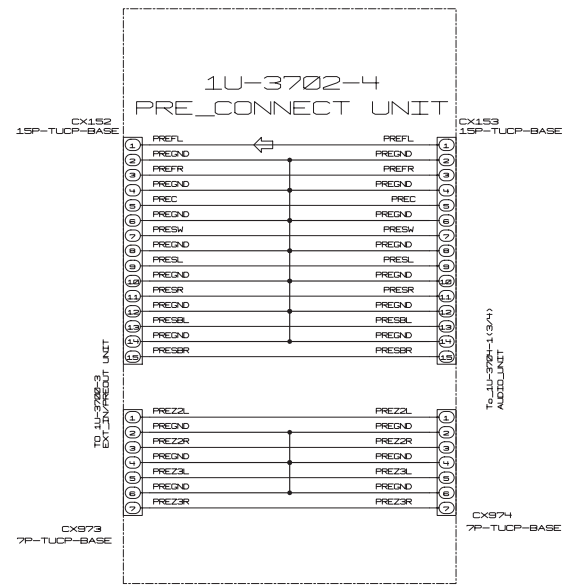 1U-3702-4
PRE_CONNECT UNIT
CX152
15P-TUCP-BASE
CX153
15P-TUCP-BASE
1 PREFL PREFL 1
2 PREGND PREGND 2
3 PREFR PREFR 3
4 PREGND PREGND 4
5 PREC PREC 5
6 PREGND PREGND 6
7 PRESW PRESW 7
8 PREGND PREGND 8
9 PRESL PRESL 9
10 PREGND PREGND 10
11 PRESR PRESR 11
12 PREGND PREGND 12
13 PRESBL PRESBL 13
14 PREGND PREGND 14
15 PRESBR PRESBR 15
TO_1U-3700-3
EXT_IN/PREOUT UNIT
To_1U-3704-1(3/4)
AUDIO_UNIT
1 PREZ2L PREZ2L 1
2 PREGND PREGND 2
3 PREZ2R PREZ2R 3
4 PREGND PREGND 4
5 PREZ3L PREZ3L 5
6 PREGND PREGND 6
7 PREZ3R PREZ3R 7
CX973
7P-TUCP-BASE
CX974
7P-TUCP-BASE